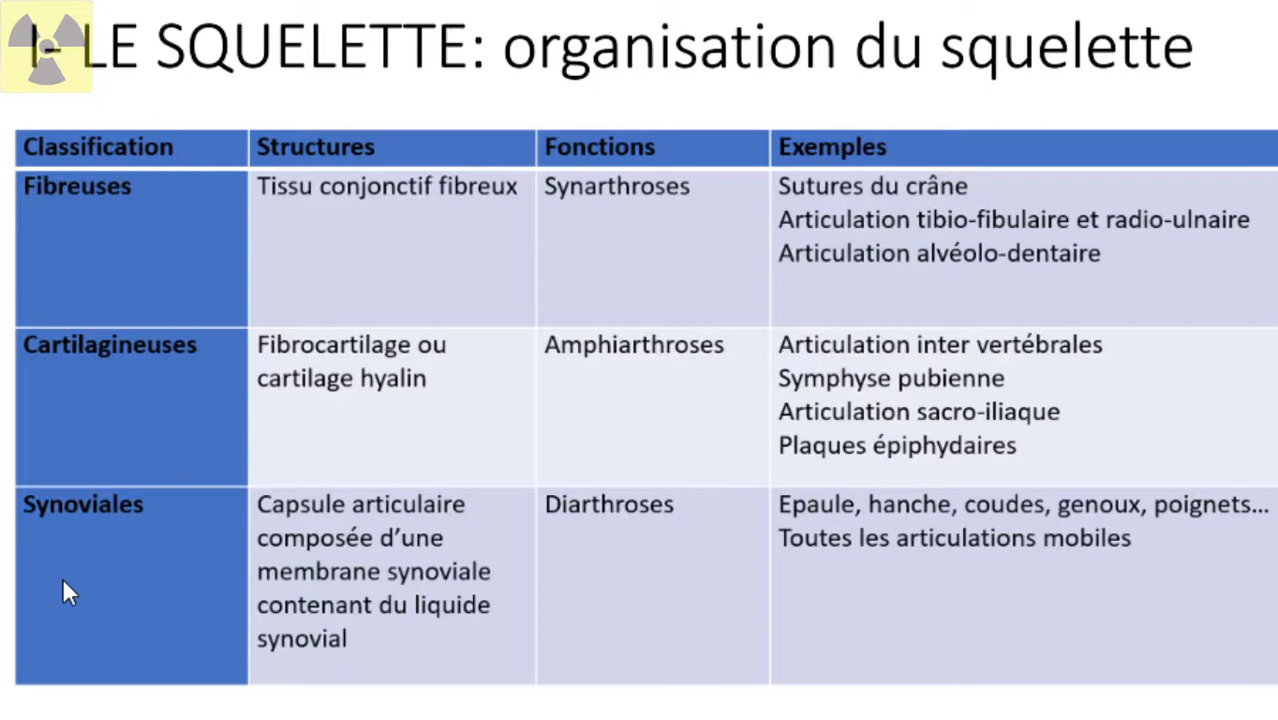 I- LE SQUELETTE: organisation du squelette
Classification Structures Fonctions Exemples
Fibreuses Tissu conjonctif fibreux Synarthroses Sutures du crâne
Articulation tibio-fibulaire et radio-ulnaire
Articulation alvéolo-dentaire
Cartilagineuses Fibrocartilage ou Amphiarthroses Articulation inter vertébrales
cartilage hyalin Symphyse pubienne
Articulation sacro-iliaque
Plaques épiphydaires
Synoviales Capsule articulaire Diarthroses Epaule, hanche, coudes, genoux, poignets...
composée d’une Toutes les articulations mobiles
membrane synoviale
contenant du liquide
synovial